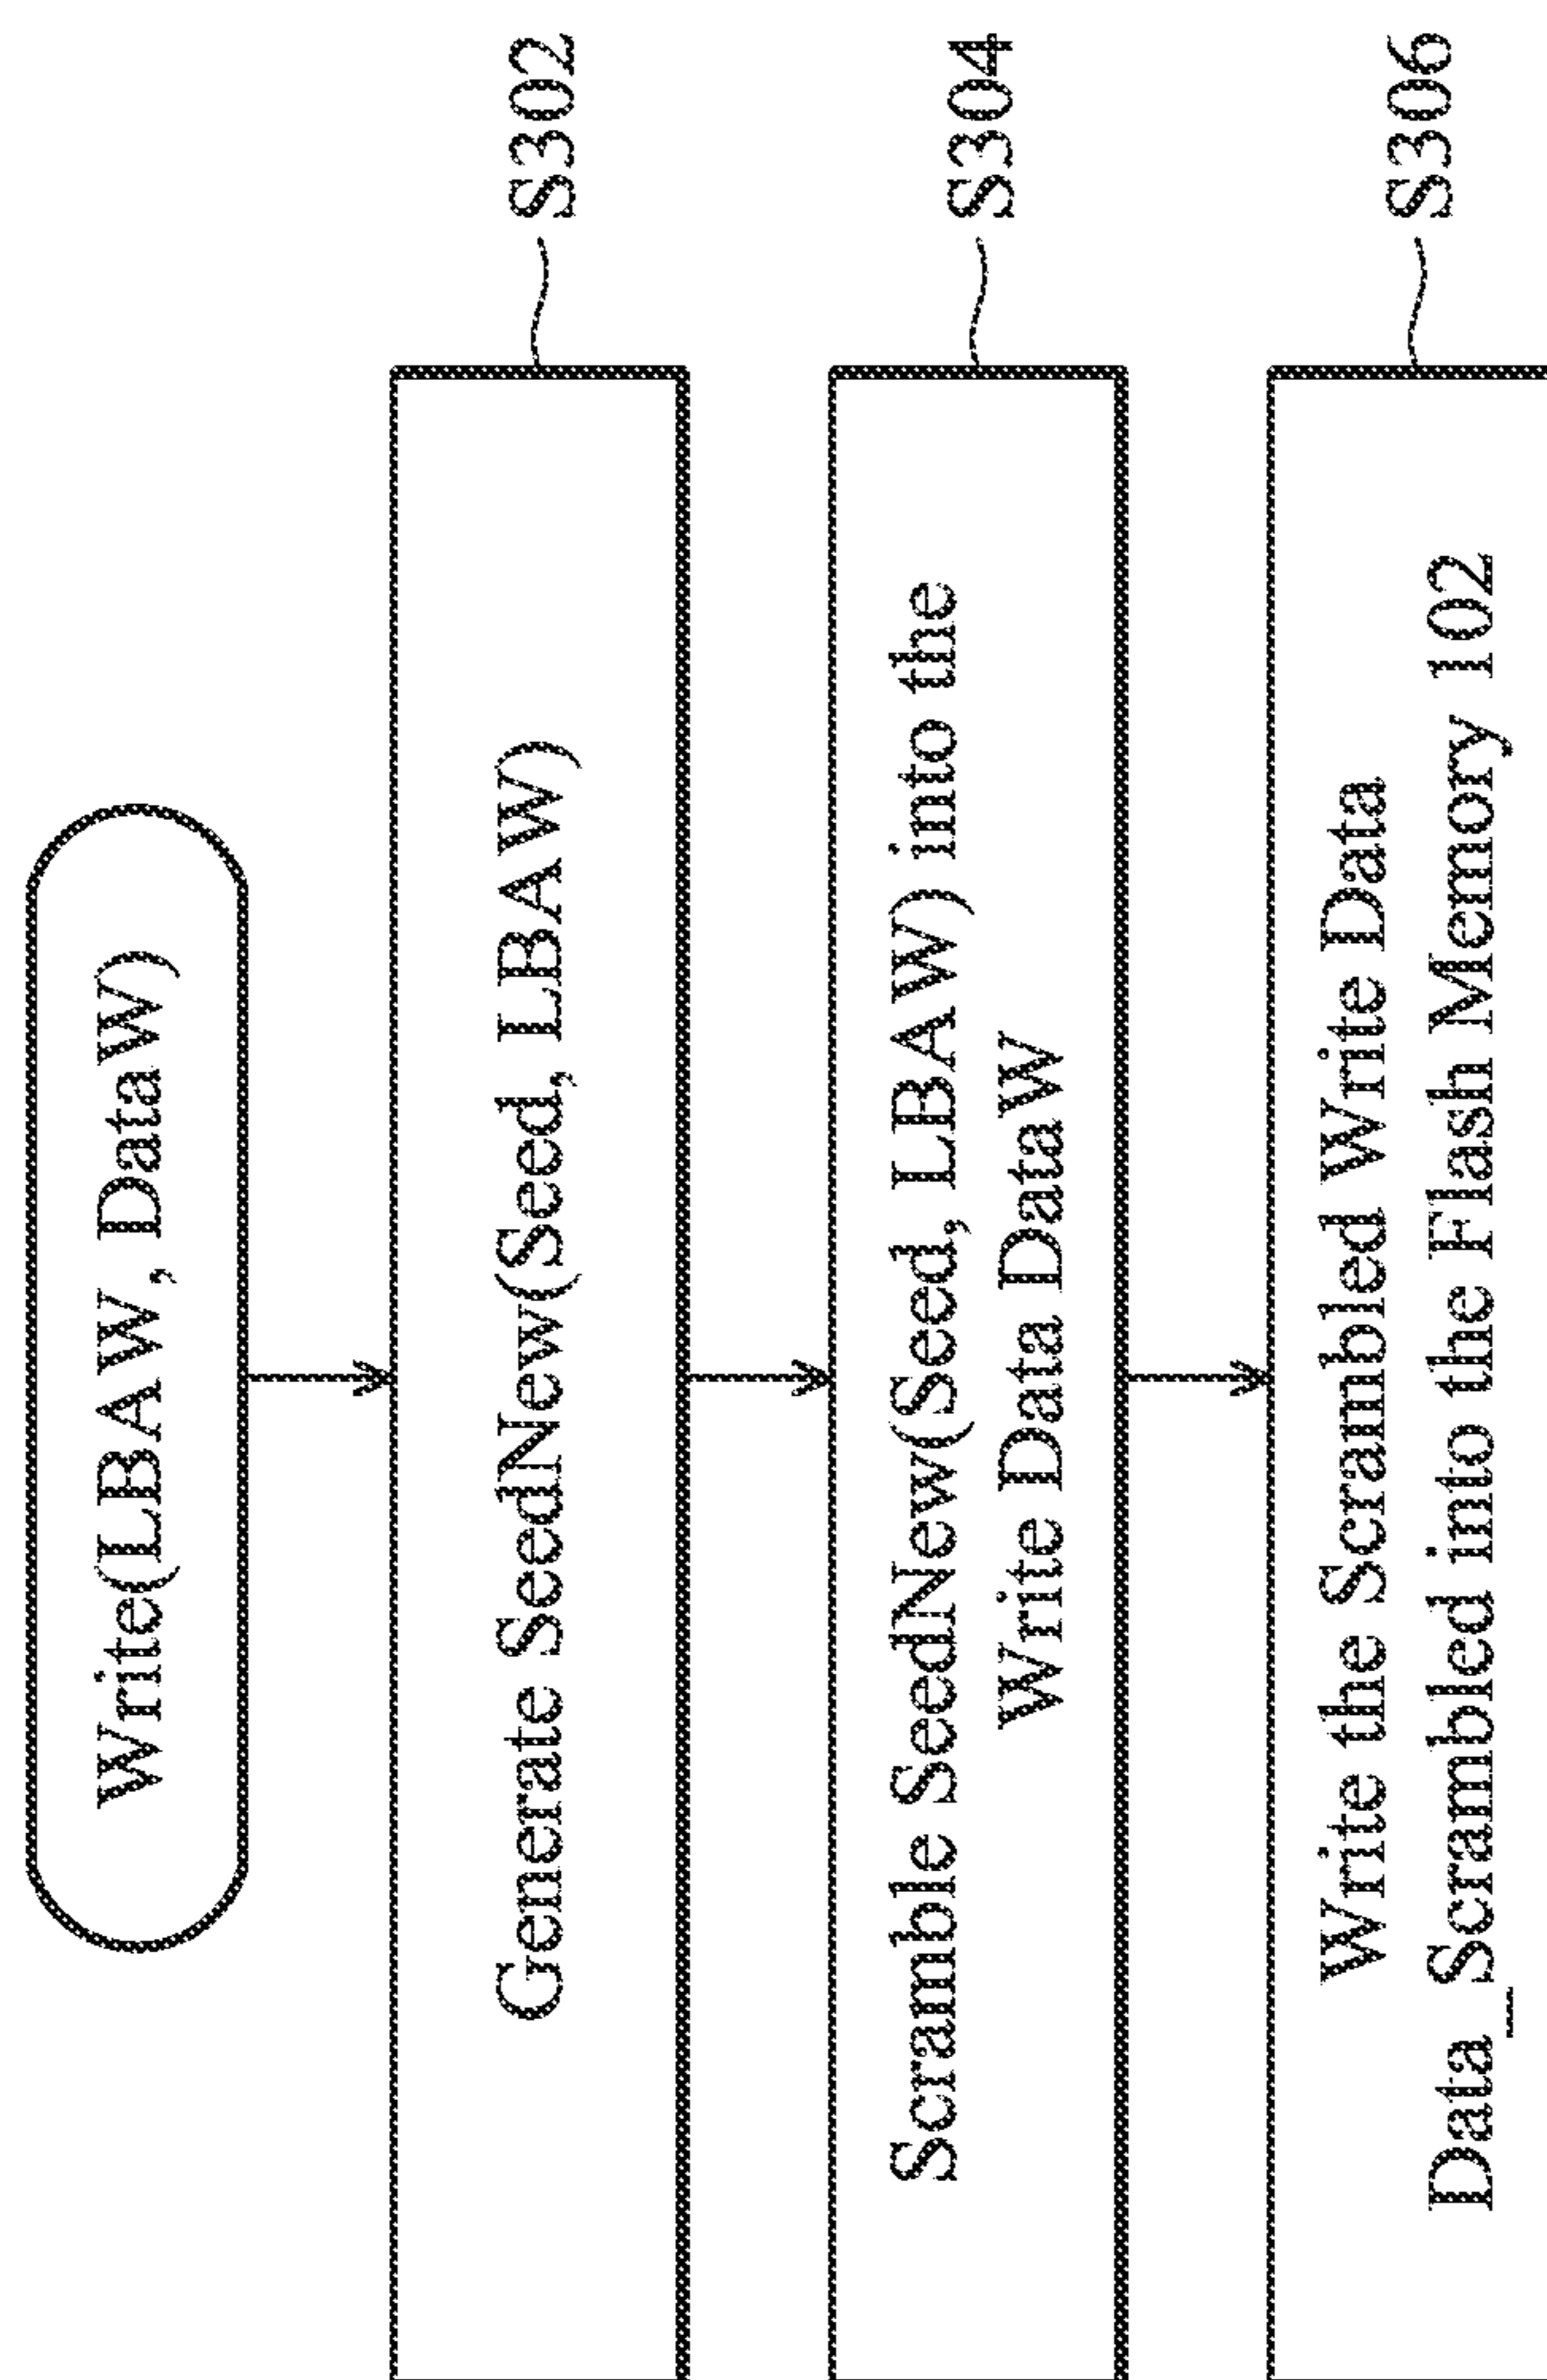 Write(LBAW, DataW)
Generate SeedNew(Seed, LBAW)
S302
Scramble SeedNew(Seed, LBAW) into the
Write Data DataW
S304
Write the Scrambled Write Data
Data_Scrambled into the Flash Memory 102
S306